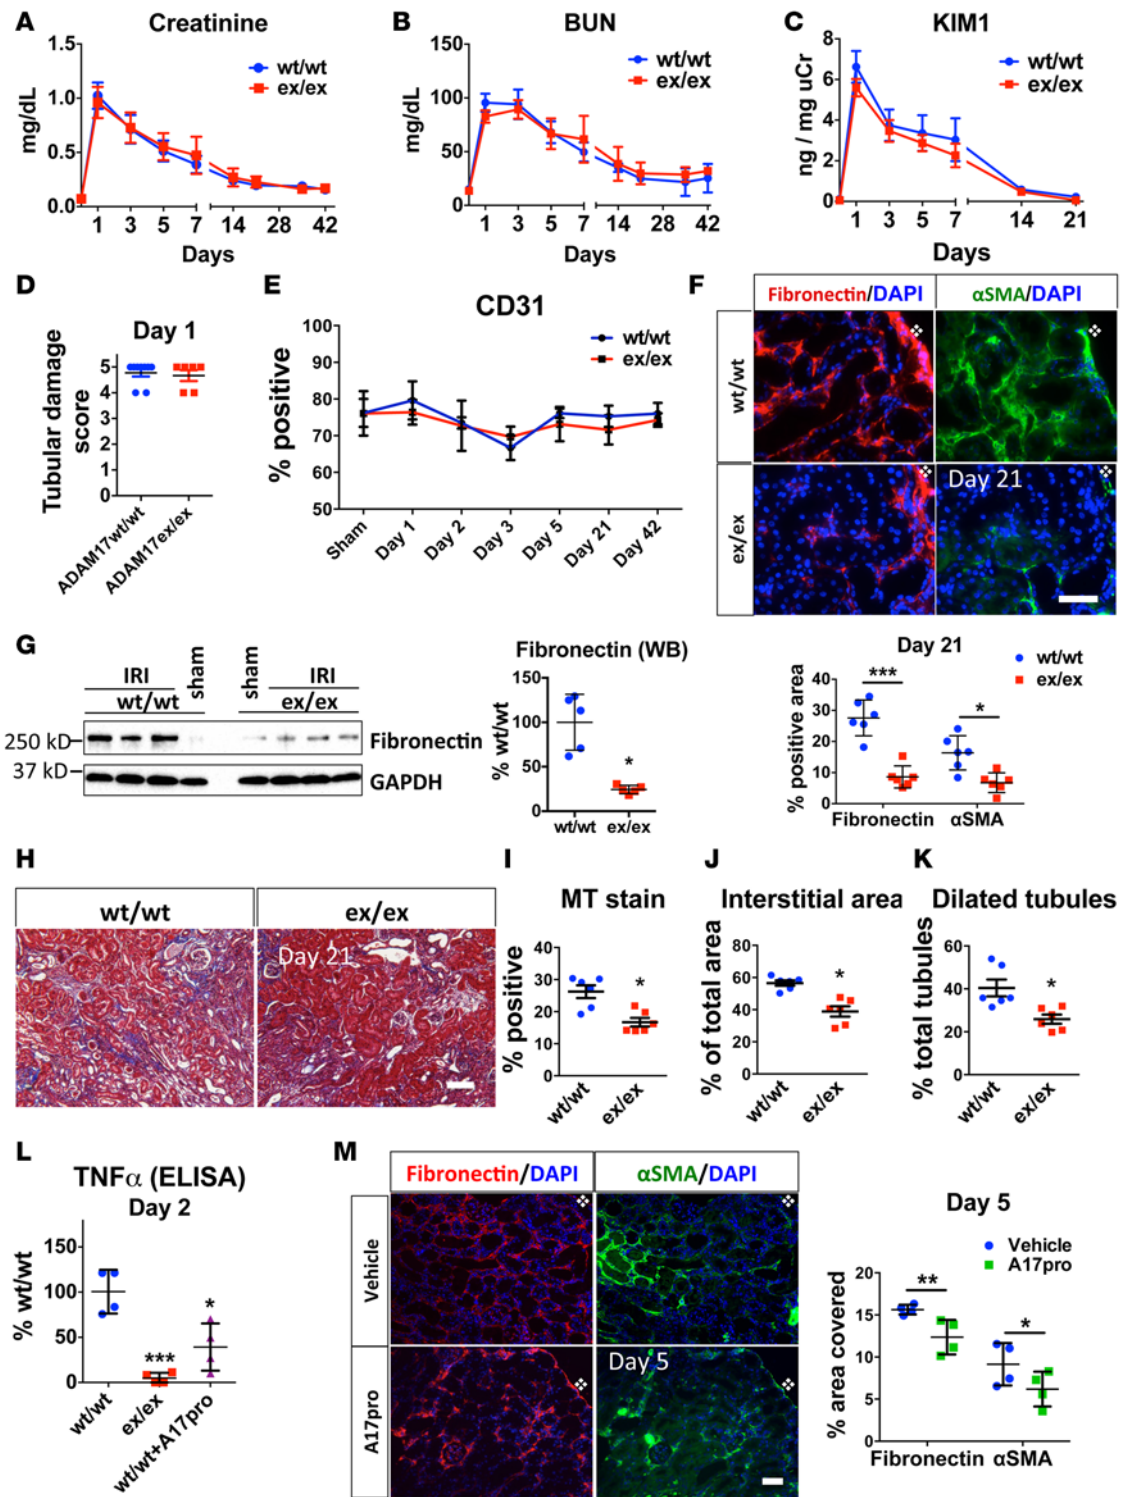 A
Creatinine
1.5
1.0
0.5
0.0
mg/dL
wt/wt
ex/ex
1 3 5 7 14 28 42
Days
B
BUN
150
100
50
0
mg/dL
wt/wt
ex/ex
1 3 5 7 14 28 42
Days
C
KIM1
8
6
4
2
0
ng / mg uCr
wt/wt
ex/ex
1 3 5 7 14 21
Days
D
Day 1
Tubular damage
score
5
4
3
2
1
0
ADAM17wt/wt
ADAM17ex/ex
E
CD31
100
90
80
70
60
50
% positive
wt/wt
ex/ex
Sham
Day 1
Day 2
Day 3
Day 5
Day 21
Day 42
F
Fibronectin/DAPI
αSMA/DAPI
wt/wt
ex/ex
Day 21
Day 21
wt/wt
ex/ex
% positive area
40
30
20
10
0
***
*
Fibronectin αSMA
G
IRI
wt/wt
sham
sham
IRI
ex/ex
250 kD
Fibronectin
37 kD
GAPDH
Fibronectin (WB)
% wt/wt
150
100
50
0
*
wt/wt ex/ex
H
wt/wt
ex/ex
Day 21
I
MT stain
% positive
40
30
20
10
0
*
wt/wt
ex/ex
J
Interstitial area
% of total area
80
60
40
20
0
*
wt/wt
ex/ex
K
Dilated tubules
% total tubules
60
40
20
0
*
wt/wt
ex/ex
L
TNFα (ELISA)
Day 2
% wt/wt
150
100
50
0
***
*
wt/wt
ex/ex
wt/wt+A17pro
M
Fibronectin/DAPI
αSMA/DAPI
Vehicle
A17pro
Day 5
Day 5
Vehicle
A17pro
% area covered
20
15
10
5
0
**
*
Fibronectin αSMA